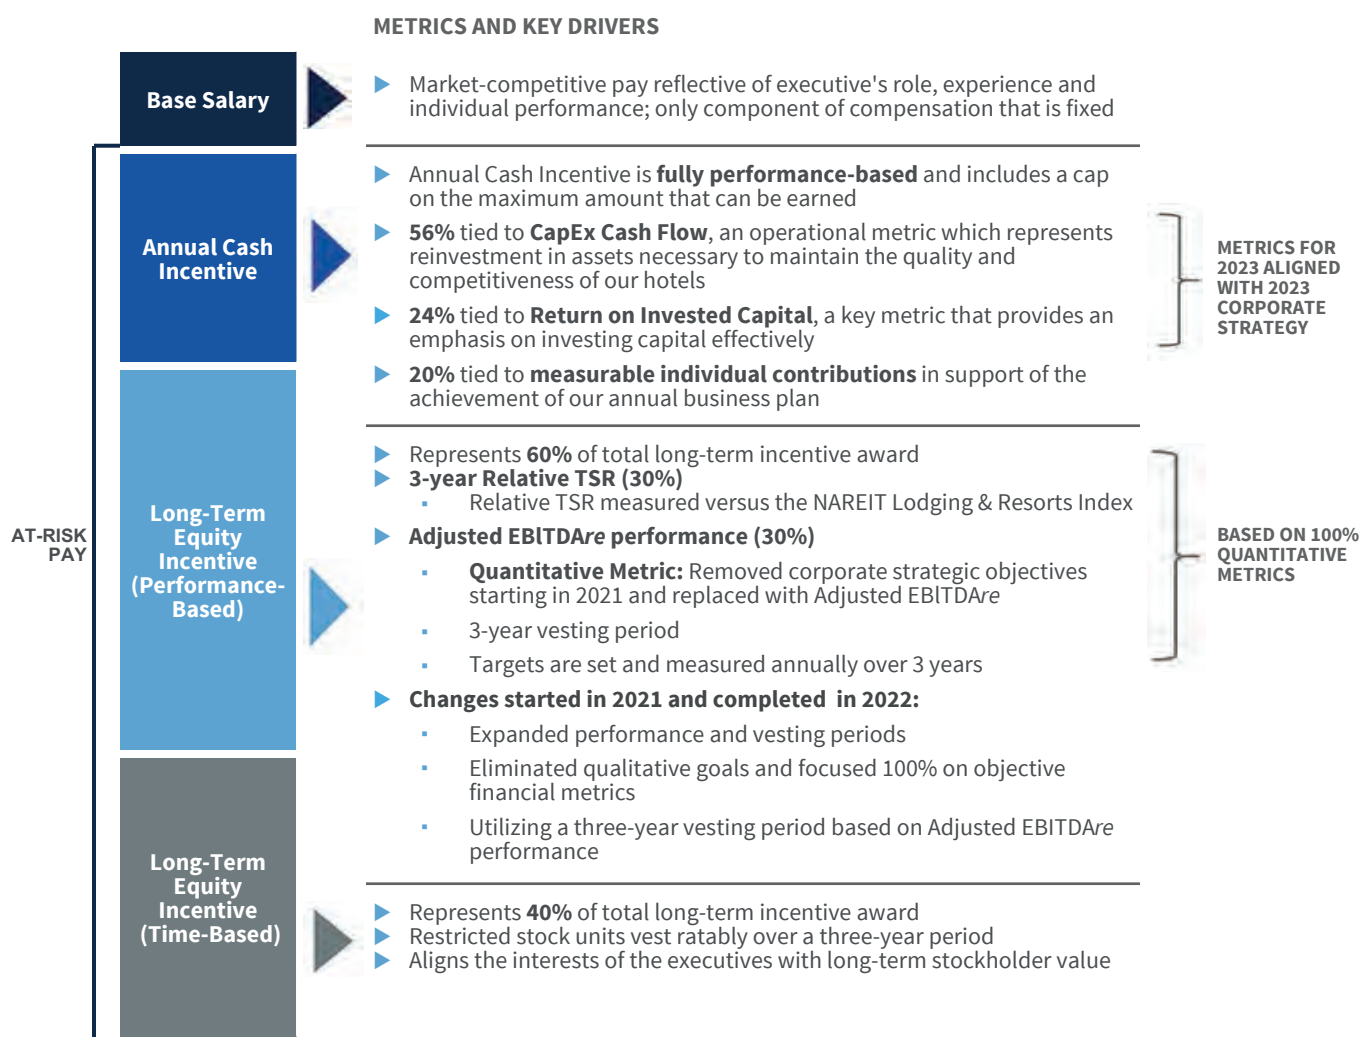 METRICS AND KEY DRIVERS
Base Salary
Market-competitive pay reflective of executive's role, experience and
individual performance; only component of compensation that is fixed
Annual Cash
Incentive
Annual Cash Incentive is fully performance-based and includes a cap
on the maximum amount that can be earned
56% tied to CapEx Cash Flow, an operational metric which represents
reinvestment in assets necessary to maintain the quality and
competitiveness of our hotels
24% tied to Return on Invested Capital, a key metric that provides an
emphasis on investing capital effectively
20% tied to measurable individual contributions in support of the
achievement of our annual business plan
METRICS FOR
2023 ALIGNED
WITH 2023
CORPORATE
STRATEGY
AT-RISK
PAY
Long-Term
Equity
Incentive
(Performance-
Based)
Represents 60% of total long-term incentive award
3-year Relative TSR (30%)
Relative TSR measured versus the NAREIT Lodging & Resorts Index
Adjusted EBlTDAre performance (30%)
Quantitative Metric: Removed corporate strategic objectives
starting in 2021 and replaced with Adjusted EBlTDAre
3-year vesting period
Targets are set and measured annually over 3 years
Changes started in 2021 and completed in 2022:
Expanded performance and vesting periods
Eliminated qualitative goals and focused 100% on objective
financial metrics
Utilizing a three-year vesting period based on Adjusted EBITDAre
performance
BASED ON 100%
QUANTITATIVE
METRICS
Long-Term
Equity
Incentive
(Time-Based)
Represents 40% of total long-term incentive award
Restricted stock units vest ratably over a three-year period
Aligns the interests of the executives with long-term stockholder value